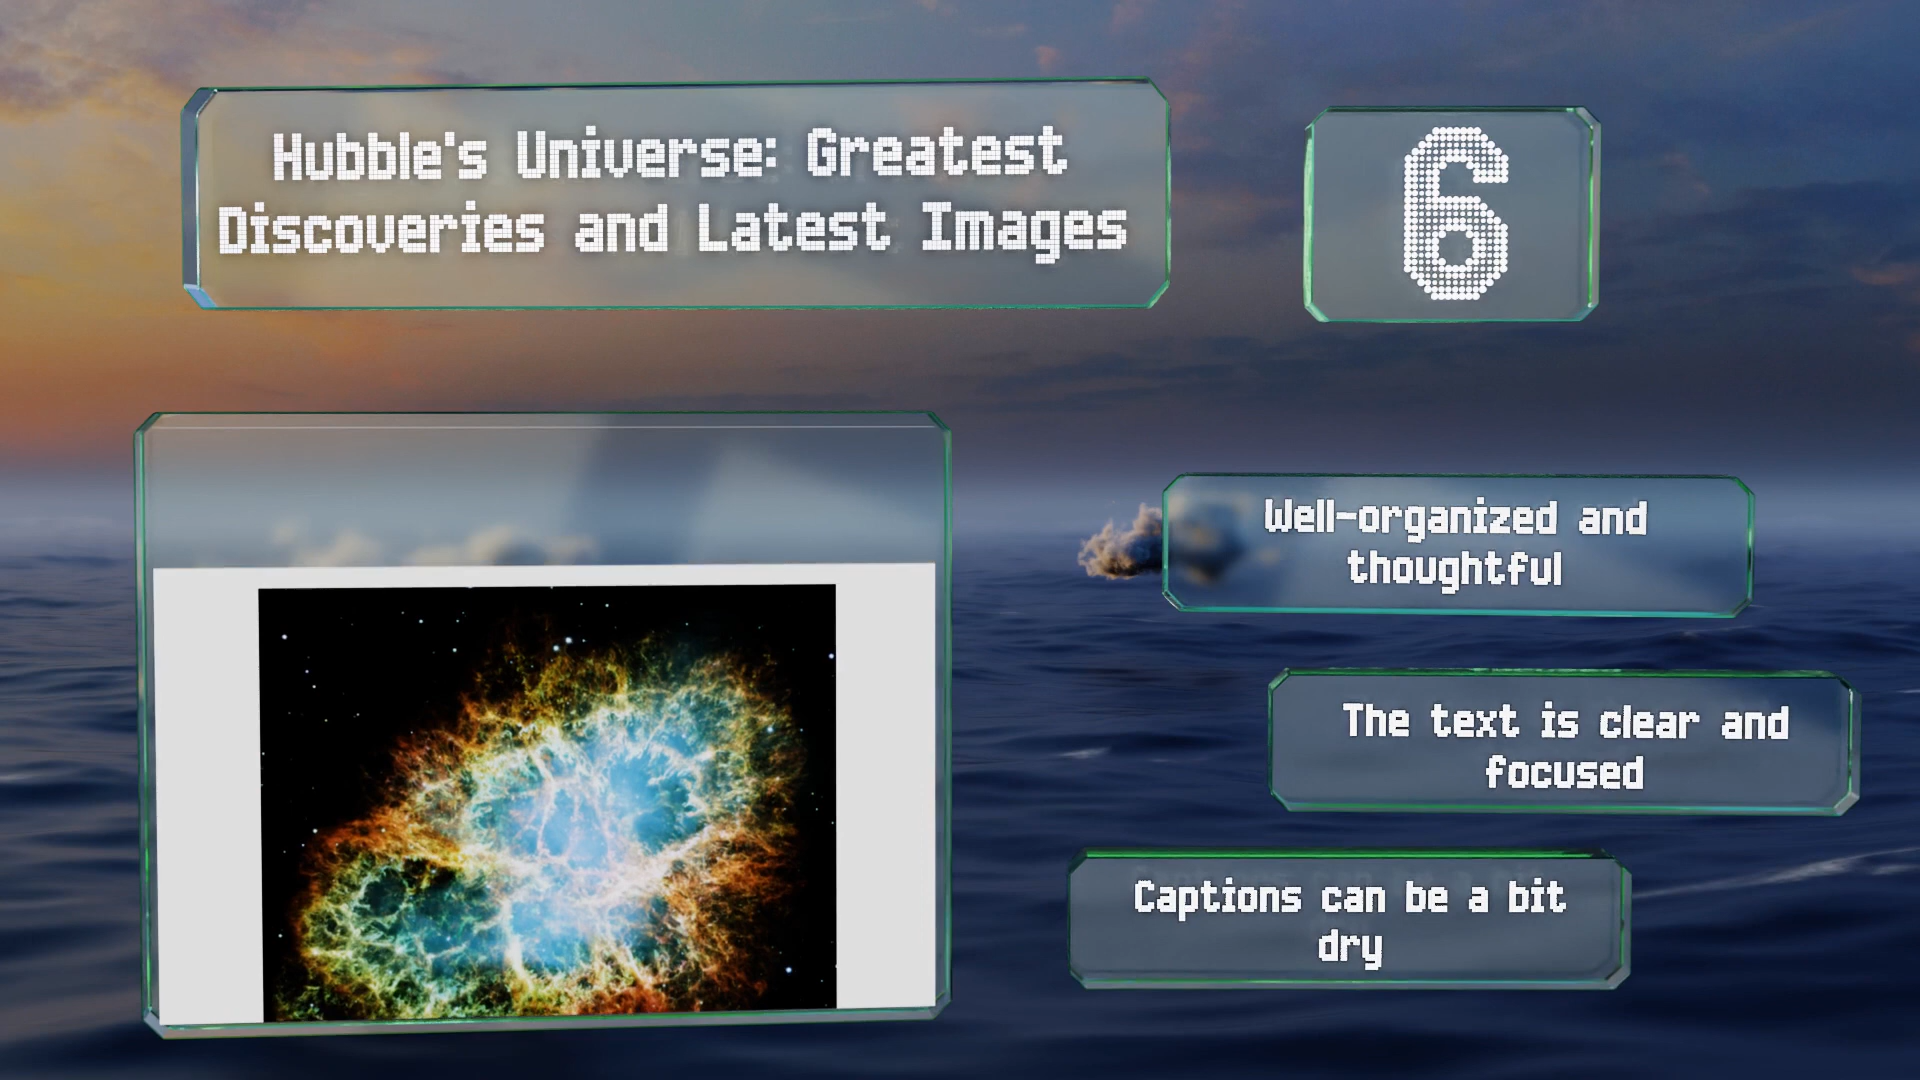 Hubble's Universe: Greatest
Discoveries and Latest Images
6
Well-organized and
thoughtful
The text is clear and
focused
Captions can be a bit
dry